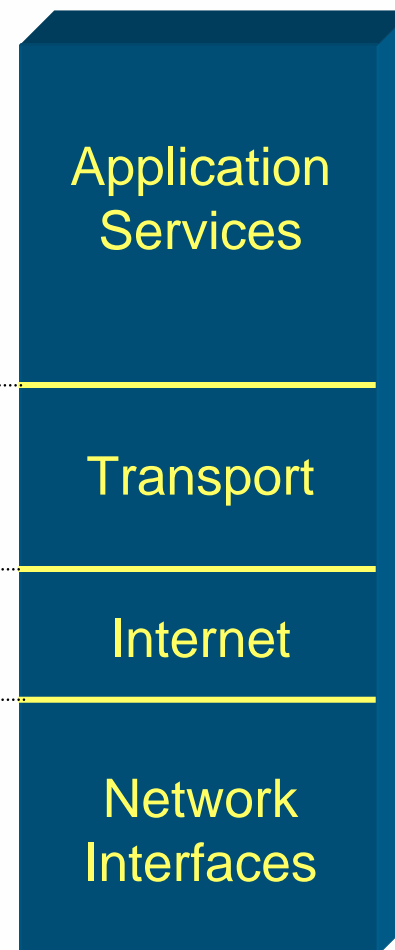 Application
Services
Transport
Internet
Network
Interfaces